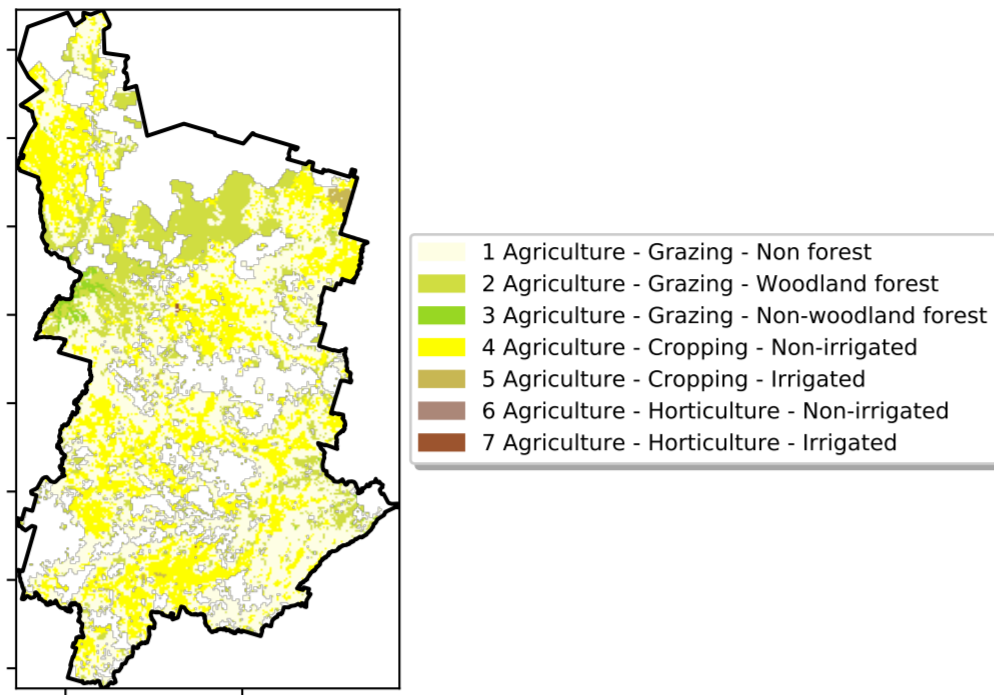 1 Agriculture - Grazing - Non forest
2 Agriculture - Grazing - Woodland forest
3 Agriculture - Grazing - Non-woodland forest
4 Agriculture - Cropping - Non-irrigated
5 Agriculture - Cropping - Irrigated
6 Agriculture - Horticulture - Non-irrigated
7 Agriculture - Horticulture - Irrigated